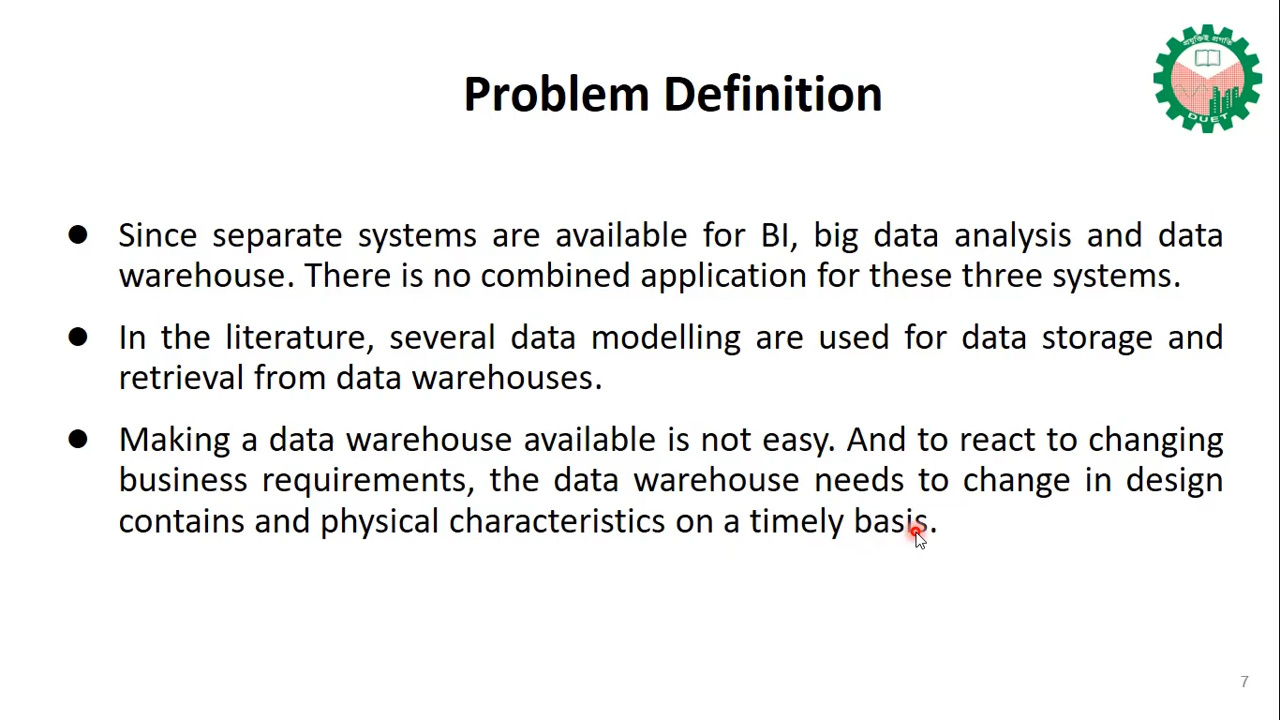 প্রযুক্তিই প্রগতি
DUET
Problem Definition
● Since separate systems are available for BI, big data analysis and data
warehouse. There is no combined application for these three systems.
● In the literature, several data modelling are used for data storage and
retrieval from data warehouses.
● Making a data warehouse available is not easy. And to react to changing
business requirements, the data warehouse needs to change in design
contains and physical characteristics on a timely basis.
7